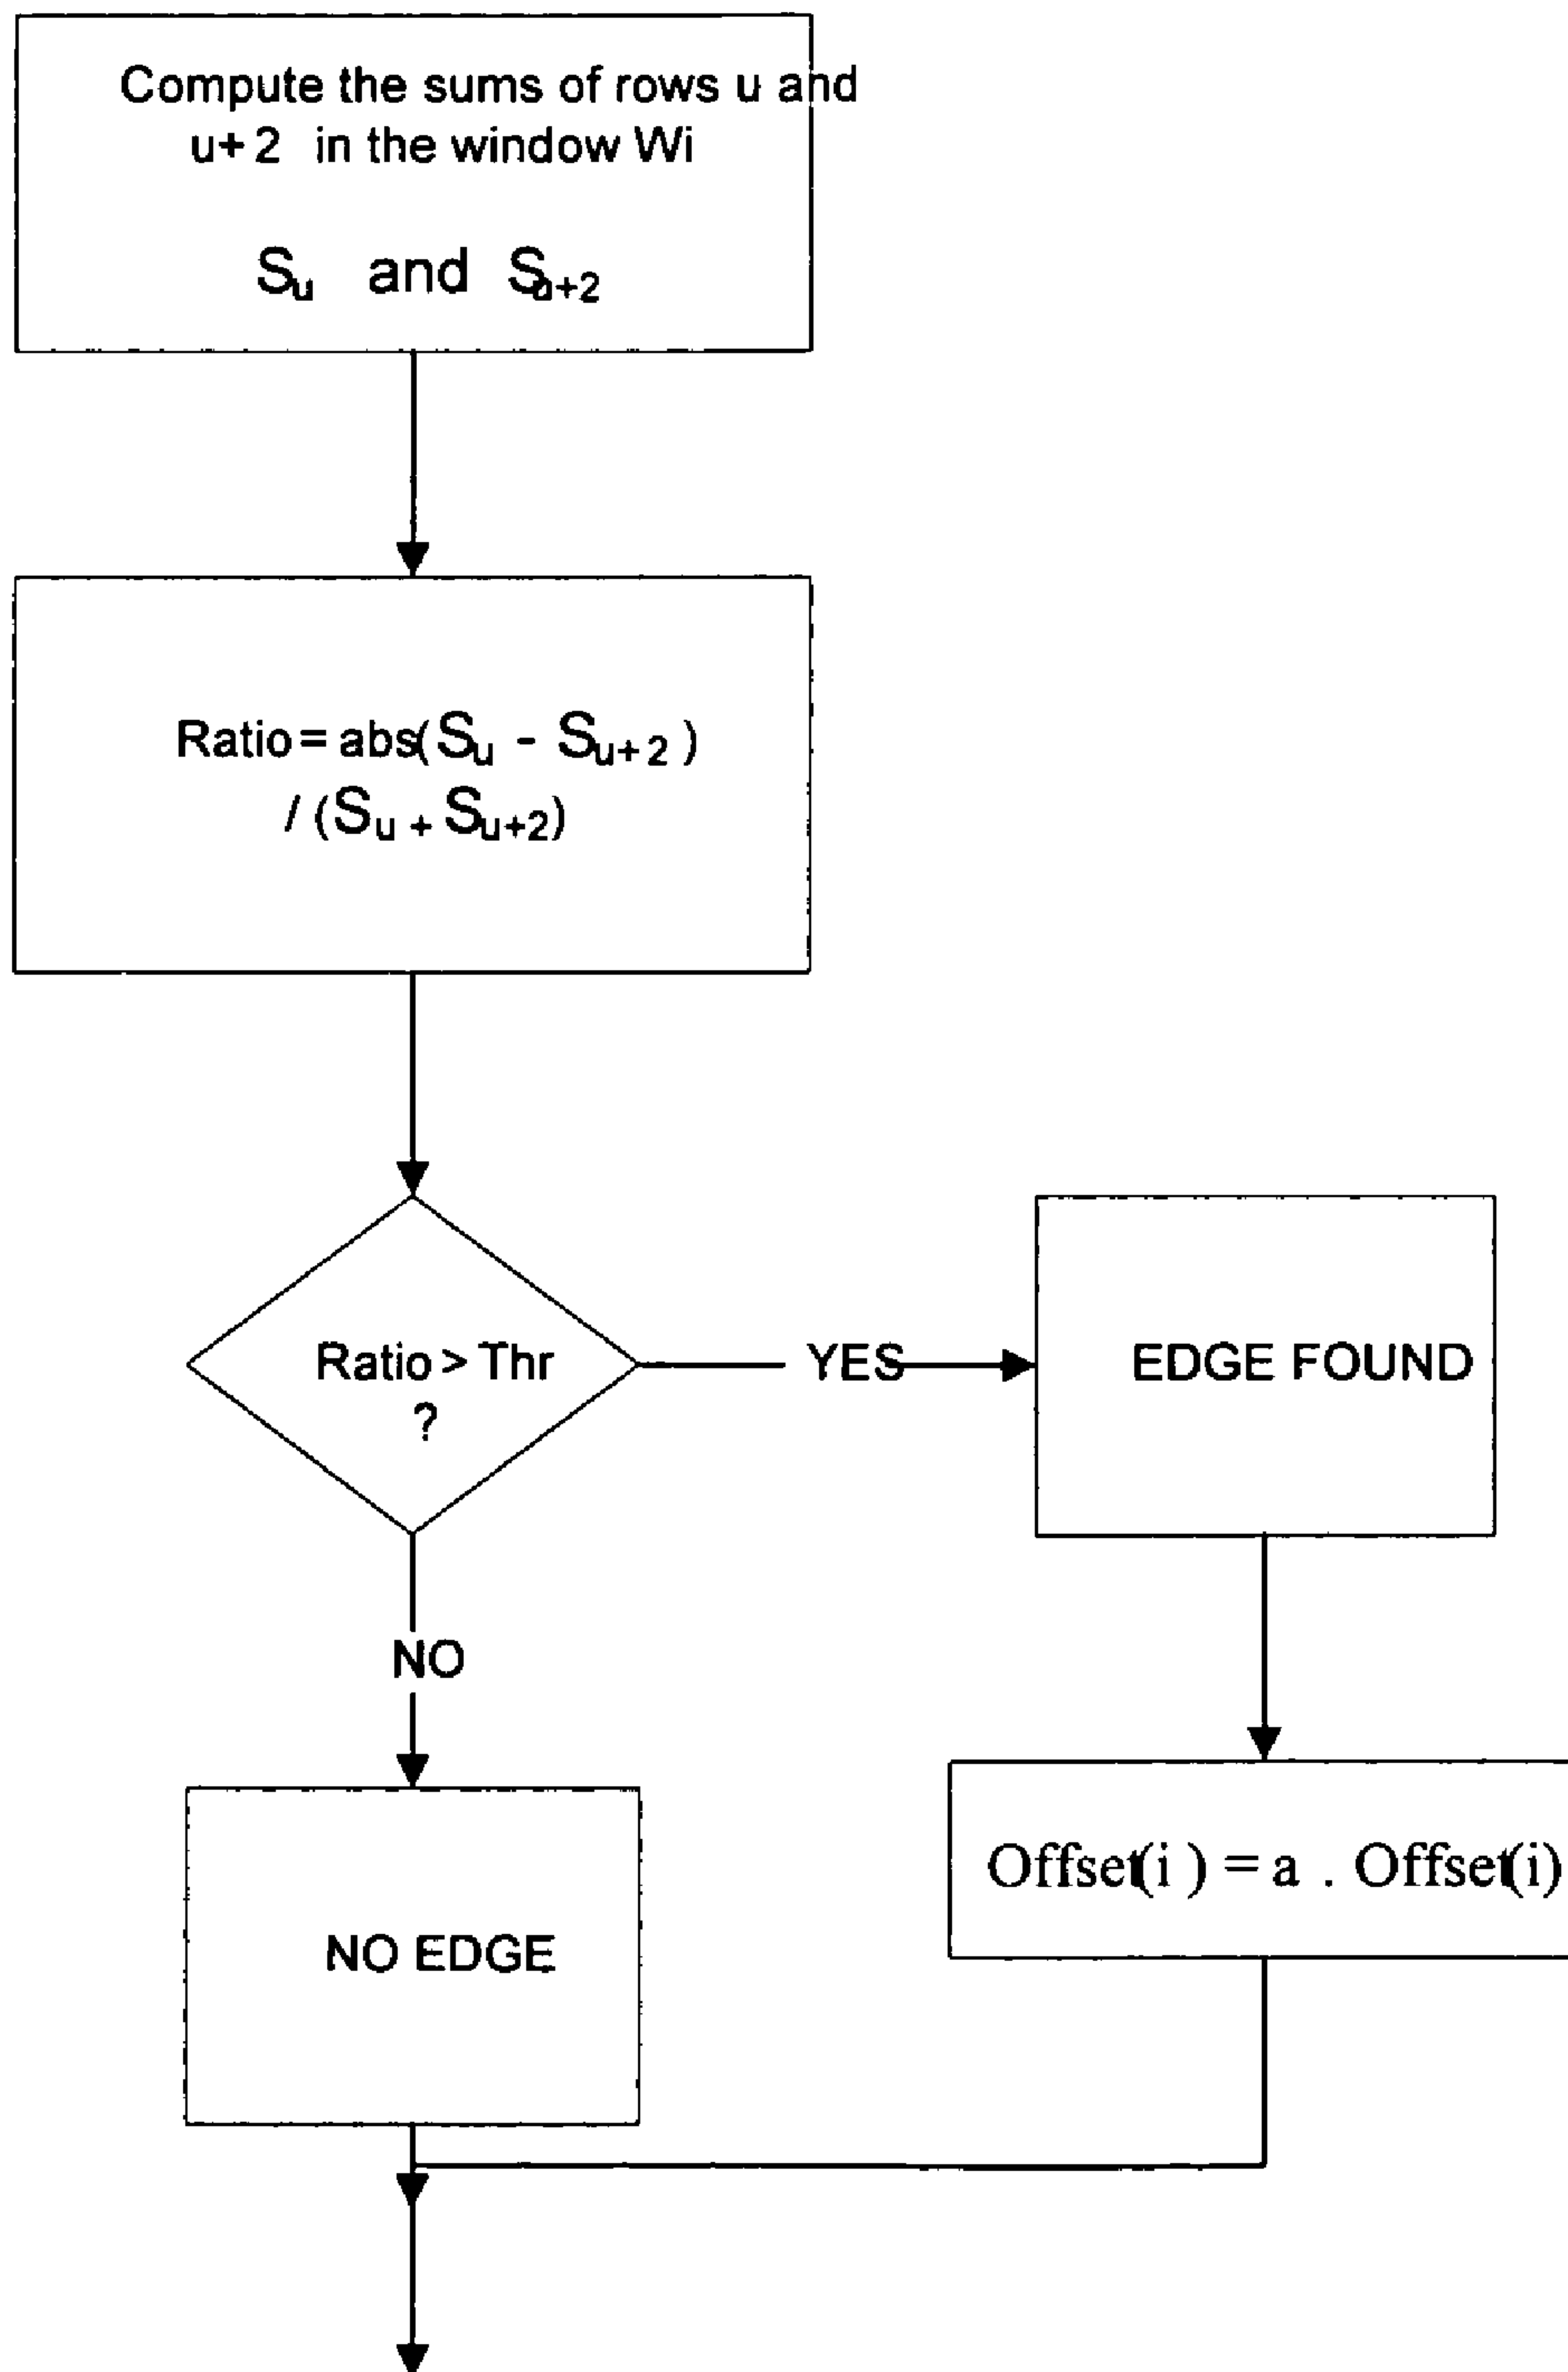 Compute the sums of rows u and
u+ 2 in the window Wi
Su and Su+2
Ratio = abs(Su - Su+2 )
/ (Su + Su+2)
Ratio > Thr
?
YES
EDGE FOUND
NO
NO EDGE
Offset(i ) = a . Offset(i)